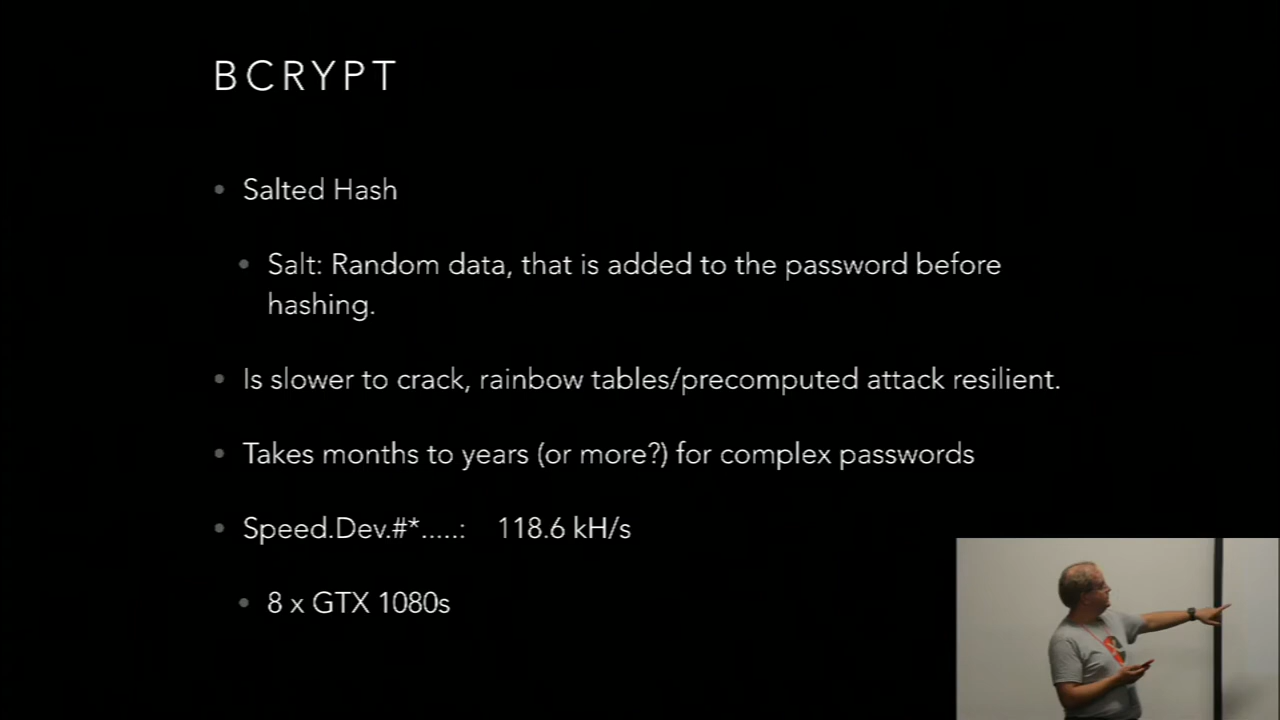 BCRYPT
• Salted Hash
• Salt: Random data, that is added to the password before
hashing.
• Is slower to crack, rainbow tables/precomputed attack resilient.
• Takes months to years (or more?) for complex passwords
• Speed.Dev.#*.....: 118.6 kH/s
• 8 x GTX 1080s